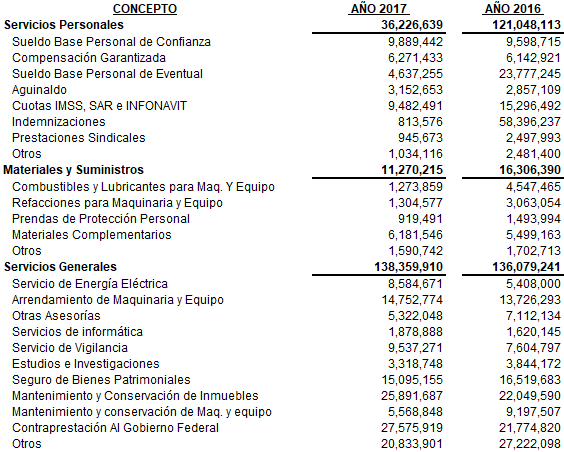 CONCEPTO AÑO 2017 AÑO 2016
Servicios Personales 36,226,639 121,048,113
Sueldo Base Personal de Confianza 9,889,442 9,598,715
Compensación Garantizada 6,271,433 6,142,921
Sueldo Base Personal de Eventual 4,637,255 23,777,245
Aguinaldo 3,152,653 2,857,109
Cuotas IMSS, SAR e INFONAVIT 9,482,491 15,296,492
Indemnizaciones 813,576 58,396,237
Prestaciones Sindicales 945,673 2,497,993
Otros 1,034,116 2,481,400
Materiales y Suministros 11,270,215 16,306,390
Combustibles y Lubricantes para Maq. Y Equipo 1,273,859 4,547,465
Refacciones para Maquinaria y Equipo 1,304,577 3,063,054
Prendas de Protección Personal 919,491 1,493,994
Materiales Complementarios 6,181,546 5,499,163
Otros 1,590,742 1,702,713
Servicios Generales 138,359,910 136,079,241
Servicio de Energía Eléctrica 8,584,671 5,408,000
Arrendamiento de Maquinaria y Equipo 14,752,774 13,726,293
Otras Asesorías 5,322,048 7,112,134
Servicios de informática 1,878,888 1,620,145
Servicio de Vigilancia 9,537,271 7,604,797
Estudios e Investigaciones 3,318,748 3,844,172
Seguro de Bienes Patrimoniales 15,095,155 16,519,683
Mantenimiento y Conservación de Inmuebles 25,891,687 22,049,590
Mantenimiento y conservación de Maq. y equipo 5,568,848 9,197,507
Contraprestación Al Gobierno Federal 27,575,919 21,774,820
Otros 20,833,901 27,222,098